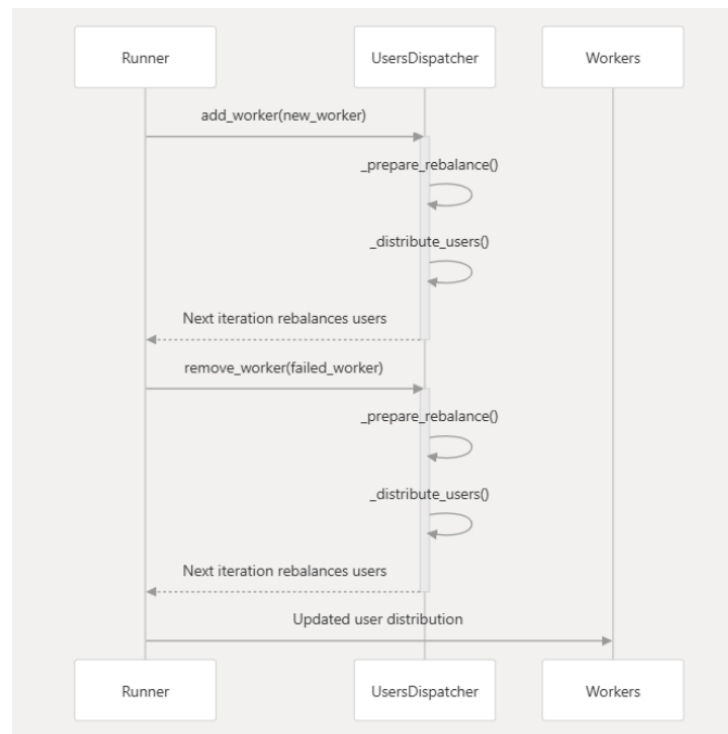 Runner
UsersDispatcher
Workers
add_worker(new_worker)
_prepare_rebalance()
_distribute_users()
Next iteration rebalances users
remove_worker(failed_worker)
_prepare_rebalance()
_distribute_users()
Next iteration rebalances users
Updated user distribution
Runner
UsersDispatcher
Workers